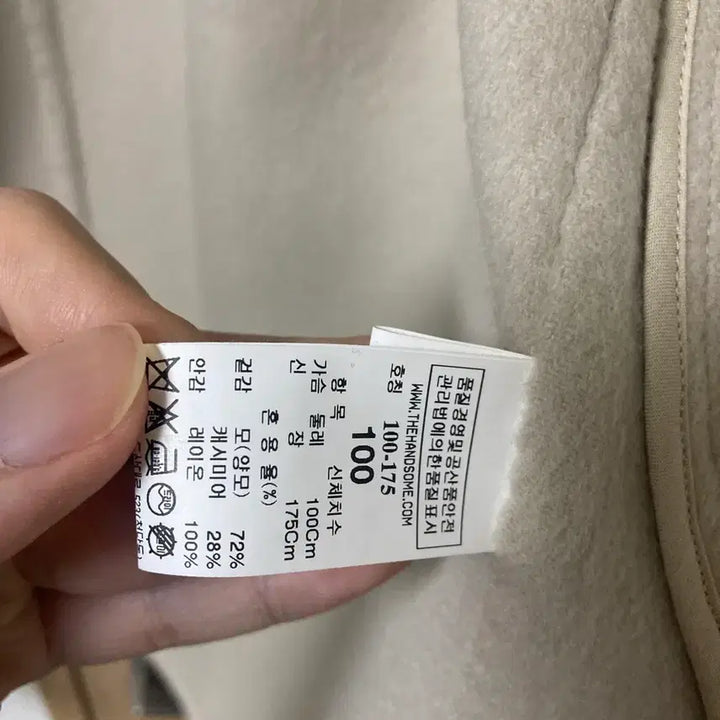 품질경영및공산품안전
관리법에의한품질표시
WWW.THEHANDSOME.COM
호칭 100-175
100
항 목 신체치수
가슴 둘레 100Cm
신 장 175Cm
혼 용 율(%)
겉감 모(양모) 72%
캐시미어 28%
안감 레이온 100%
드라이